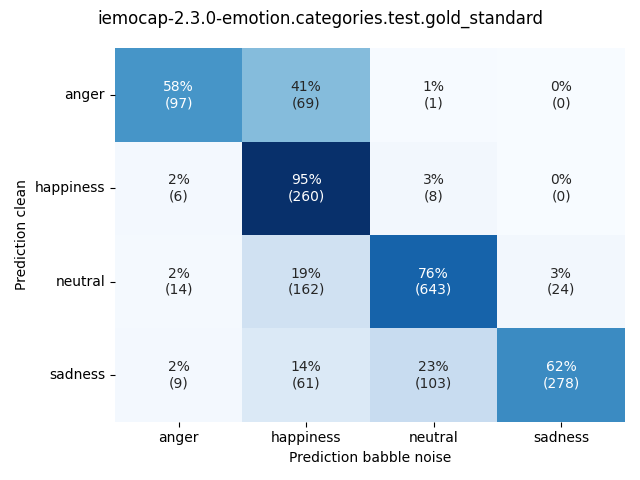 iemocap-2.3.0-emotion.categories.test.gold_standard
Prediction clean
anger
58%
(97)
41%
(69)
1%
(1)
0%
(0)
happiness
2%
(6)
95%
(260)
3%
(8)
0%
(0)
neutral
2%
(14)
19%
(162)
76%
(643)
3%
(24)
sadness
2%
(9)
14%
(61)
23%
(103)
62%
(278)
anger
happiness
neutral
sadness
Prediction babble noise